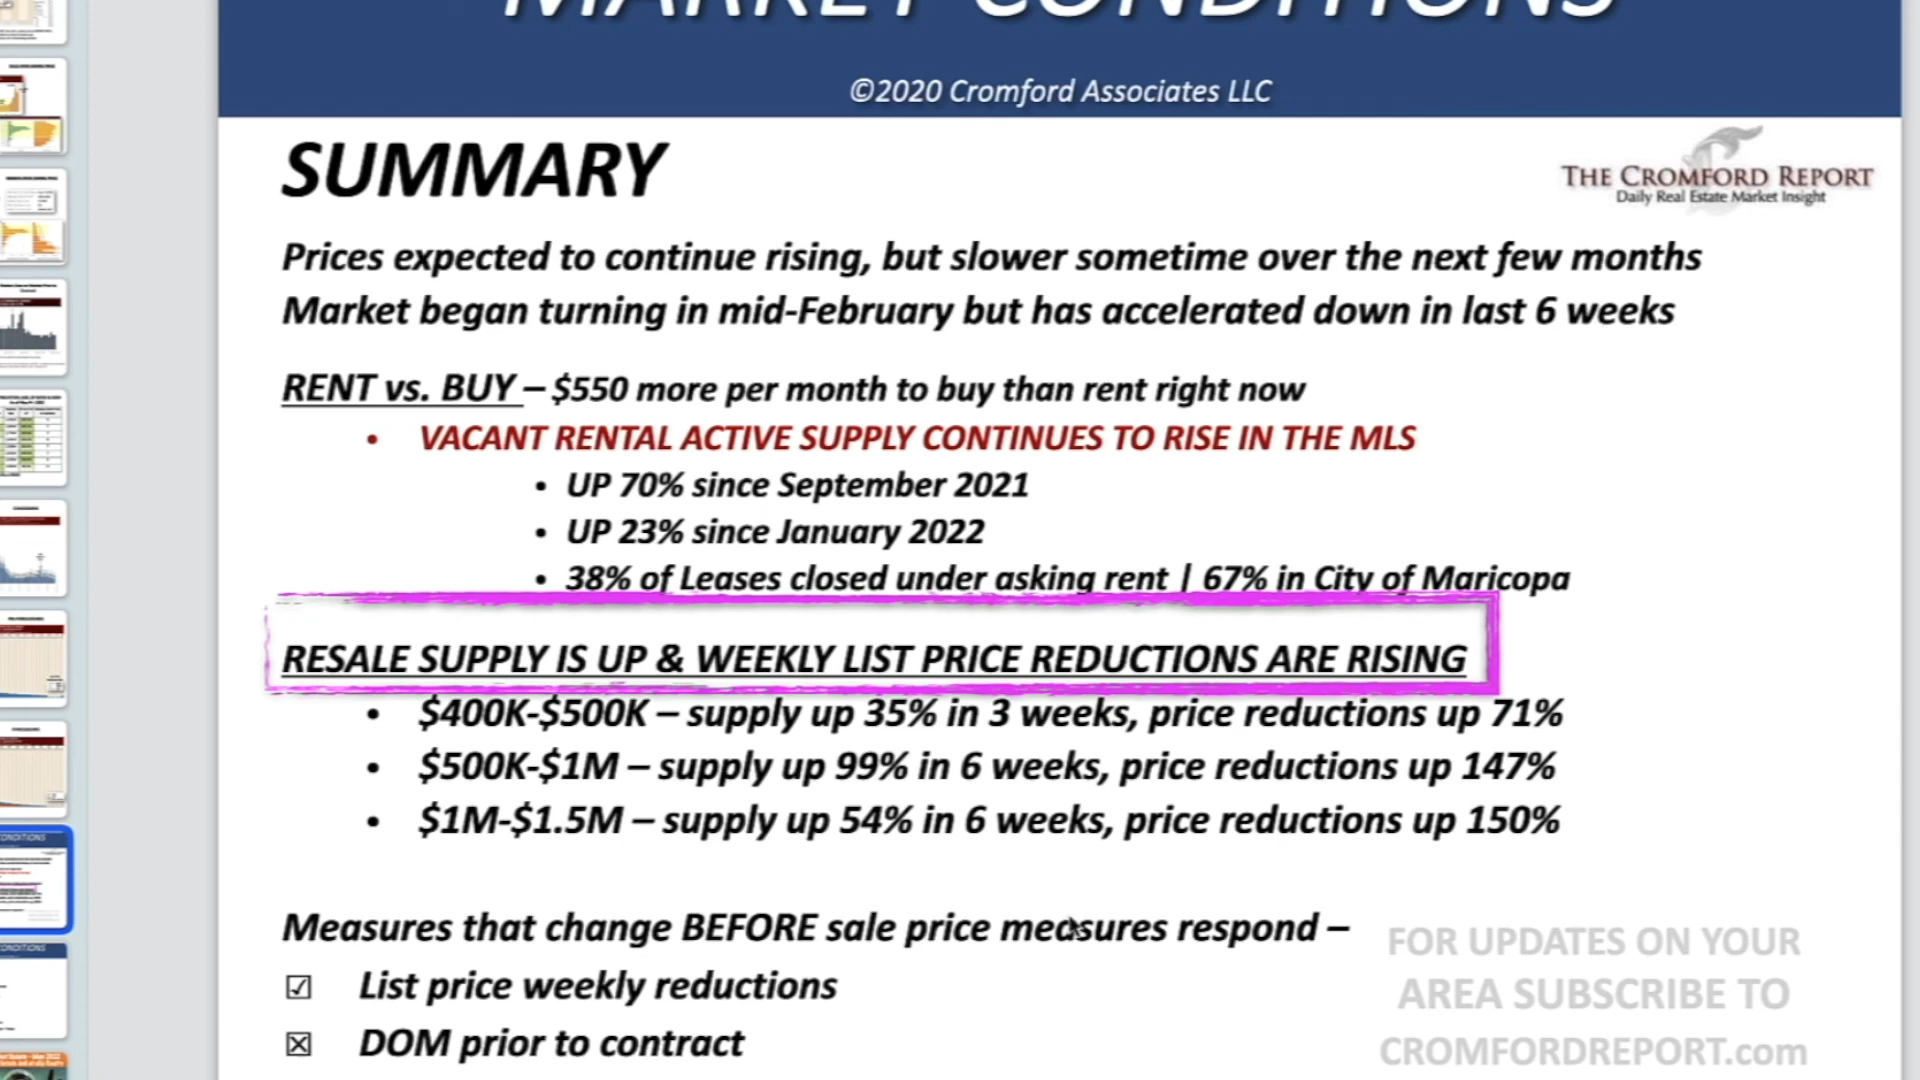 MARKET CONDITIONS
©2020 Cromford Associates LLC
SUMMARY
THE CROMFORD REPORT
Daily Real Estate Market Insight
Prices expected to continue rising, but slower sometime over the next few months
Market began turning in mid-February but has accelerated down in last 6 weeks
RENT vs. BUY – $550 more per month to buy than rent right now
• VACANT RENTAL ACTIVE SUPPLY CONTINUES TO RISE IN THE MLS
• UP 70% since September 2021
• UP 23% since January 2022
• 38% of Leases closed under asking rent | 67% in City of Maricopa
RESALE SUPPLY IS UP & WEEKLY LIST PRICE REDUCTIONS ARE RISING
• $400K-$500K – supply up 35% in 3 weeks, price reductions up 71%
• $500K-$1M – supply up 99% in 6 weeks, price reductions up 147%
• $1M-$1.5M – supply up 54% in 6 weeks, price reductions up 150%
Measures that change BEFORE sale price measures respond –
☑ List price weekly reductions
☒ DOM prior to contract
FOR UPDATES ON YOUR
AREA SUBSCRIBE TO
CROMFORDREPORT.com